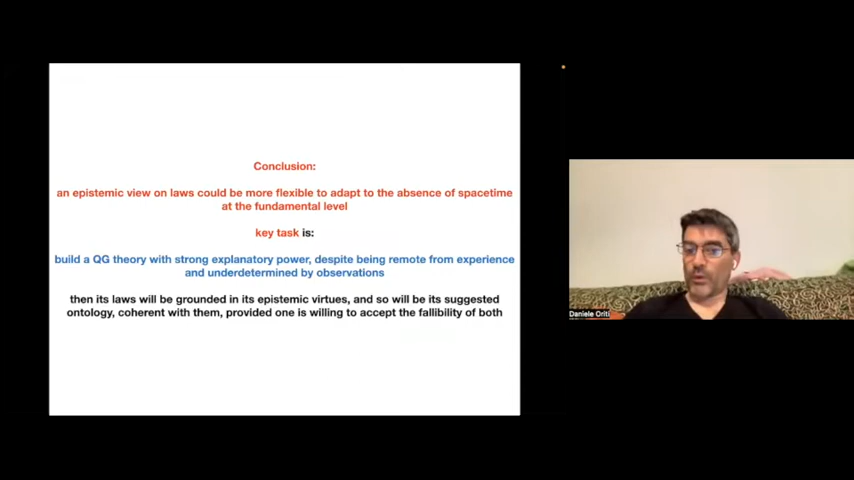 Conclusion:
an epistemic view on laws could be more flexible to adapt to the absence of spacetime
at the fundamental level
key task is:
build a QG theory with strong explanatory power, despite being remote from experience
and underdetermined by observations
then its laws will be grounded in its epistemic virtues, and so will be its suggested
ontology, coherent with them, provided one is willing to accept the fallibility of both
Daniele Oriti